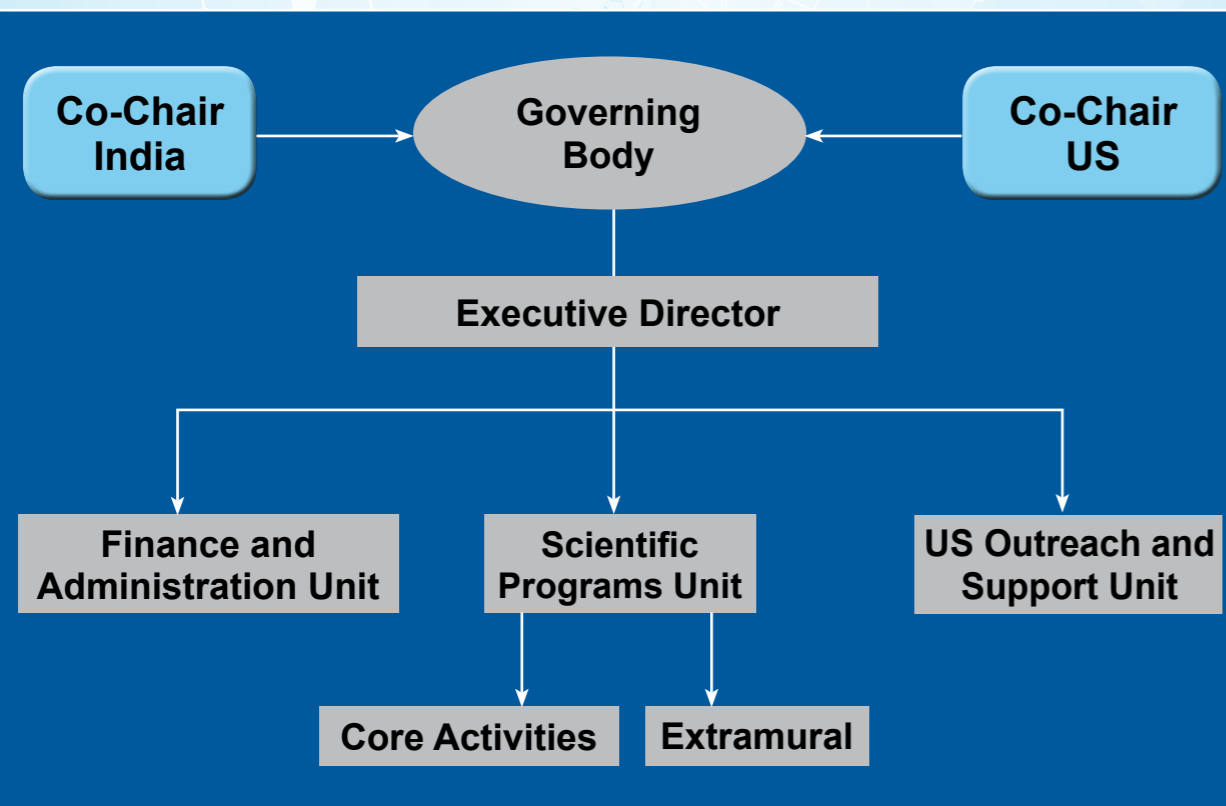 Co-Chair
India
Governing
Body
Co-Chair
US
Executive Director
Finance and
Administration Unit
Scientific
Programs Unit
US Outreach and
Support Unit
Core Activities
Extramural